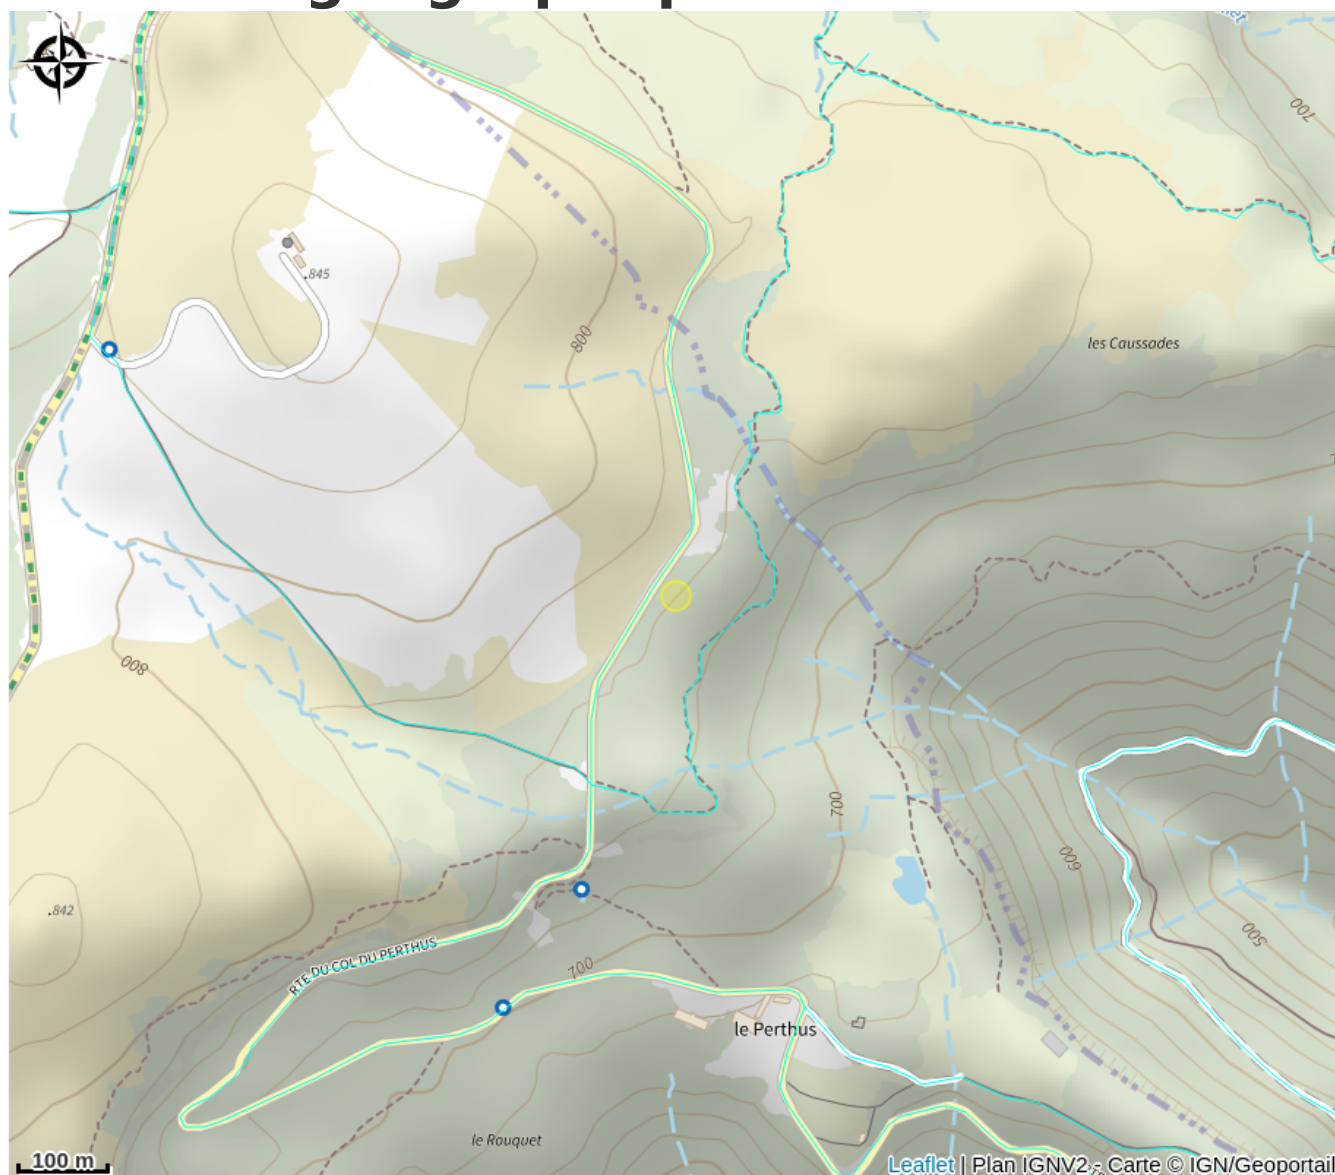 700
.845
800
les Caussades
800
700
600
.842
500
RTE DU COL DU PERTHUS
700
le Perthus
le Rouquet
100 m
Leaflet | Plan IGNV2 - Carte © IGN/Geoportail